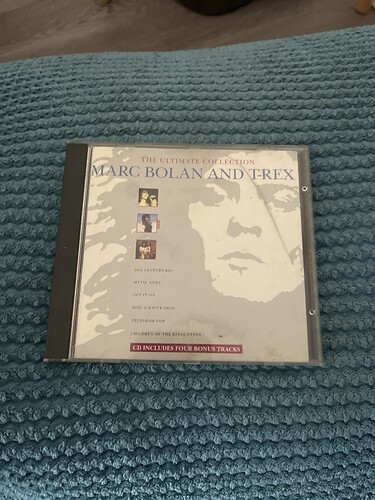 THE ULTIMATE COLLECTION
MARC BOLAN AND T·REX
20TH CENTURY BOY
METAL GURU
GET IT ON
RIDE A WHITE SWAN
TELEGRAM SAM
CHILDREN OF THE REVOLUTION
CD INCLUDES FOUR BONUS TRACKS